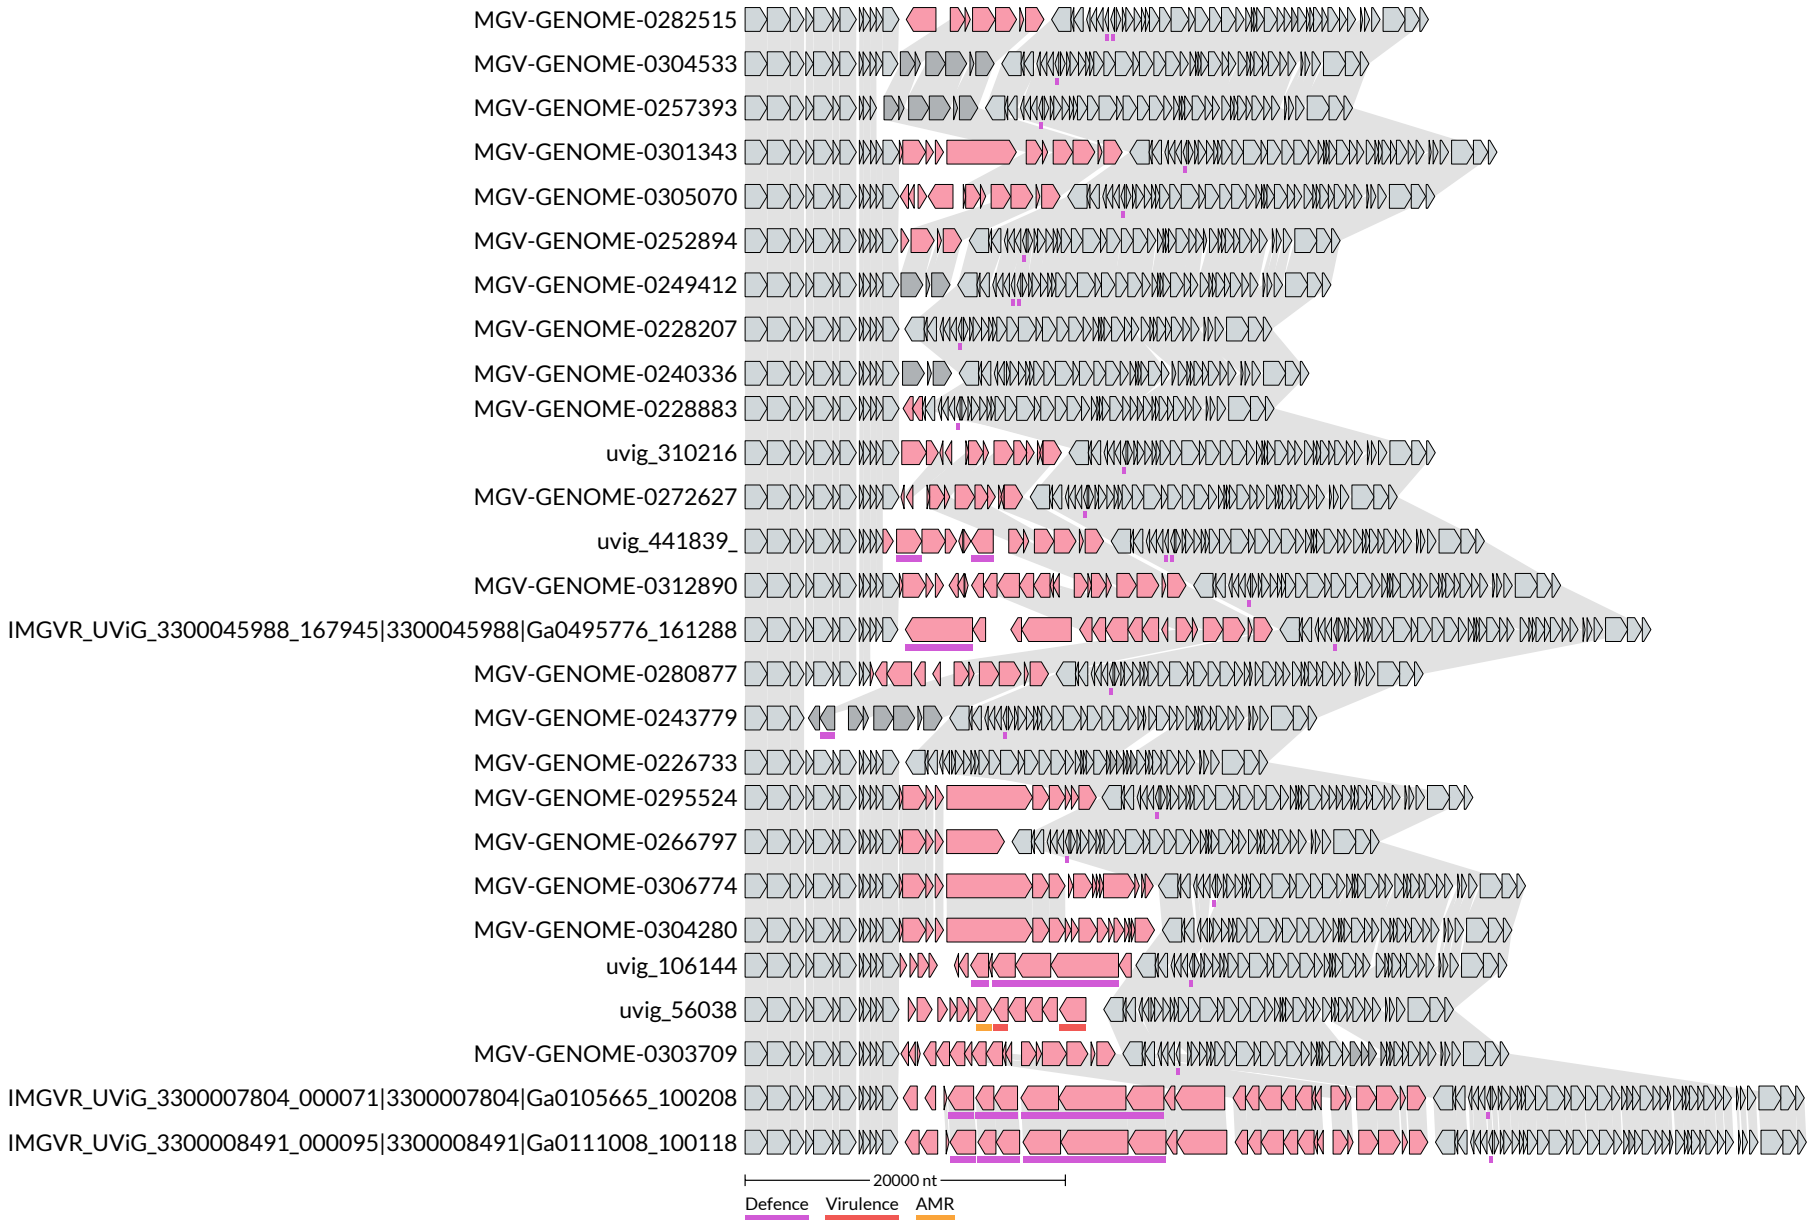 MGV-GENOME-0282515
MGV-GENOME-0304533
MGV-GENOME-0257393
MGV-GENOME-0301343
MGV-GENOME-0305070
MGV-GENOME-0252894
MGV-GENOME-0249412
MGV-GENOME-0228207
MGV-GENOME-0240336
MGV-GENOME-0228883
uvig_310216
MGV-GENOME-0272627
uvig_441839_
MGV-GENOME-0312890
IMGVR_UViG_3300045988_167945|3300045988|Ga0495776_161288
MGV-GENOME-0280877
MGV-GENOME-0243779
MGV-GENOME-0226733
MGV-GENOME-0295524
MGV-GENOME-0266797
MGV-GENOME-0306774
MGV-GENOME-0304280
uvig_106144
uvig_56038
MGV-GENOME-0303709
IMGVR_UViG_3300007804_000071|3300007804|Ga0105665_100208
IMGVR_UViG_3300008491_000095|3300008491|Ga0111008_100118
20000 nt
Defence Virulence AMR